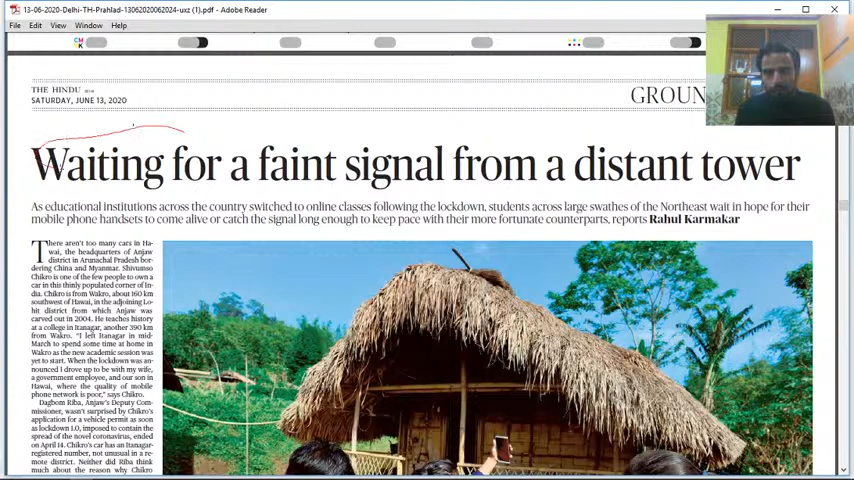 13-06-2020-Delhi-TH-Prahlad-13062020062024-uxz (1).pdf - Adobe Reader
File Edit View Window Help
CM
K
THE HINDU
SATURDAY, JUNE 13, 2020
GROUN
Waiting for a faint signal from a distant tower
As educational institutions across the country switched to online classes following the lockdown, students across large swathes of the Northeast wait in hope for their
mobile phone handsets to come alive or catch the signal long enough to keep pace with their more fortunate counterparts, reports Rahul Karmakar
There aren't too many cars in Ha-
wai, the headquarters of Anjaw
district in Arunachal Pradesh bor-
dering China and Myanmar. Shivumso
Chikro is one of the few people to own a
car in this thinly populated corner of In-
dia. Chikro is from Wakro, about 160 km
southwest of Hawai, in the adjoining Lo-
hit district from which Anjaw was
carved out in 2004. He teaches history
at a college in Itanagar, another 390 km
from Wakro. "I left Itanagar in mid-
March to spend some time at home in
Wakro as the new academic session was
yet to start. When the lockdown was an-
nounced I drove up to be with my wife,
a government employee, and our son in
Hawai, where the quality of mobile
phone network is poor," says Chikro.
Dagbom Riba, Anjaw's Deputy Com-
missioner, wasn't surprised by Chikro's
application for a vehicle permit as soon
as lockdown 1.0, imposed to contain the
spread of the novel coronavirus, ended
on April 14. Chikro's car has an Itanagar-
registered number, not unusual in a re-
mote district. Neither did Riba think
much about the reason why Chikro